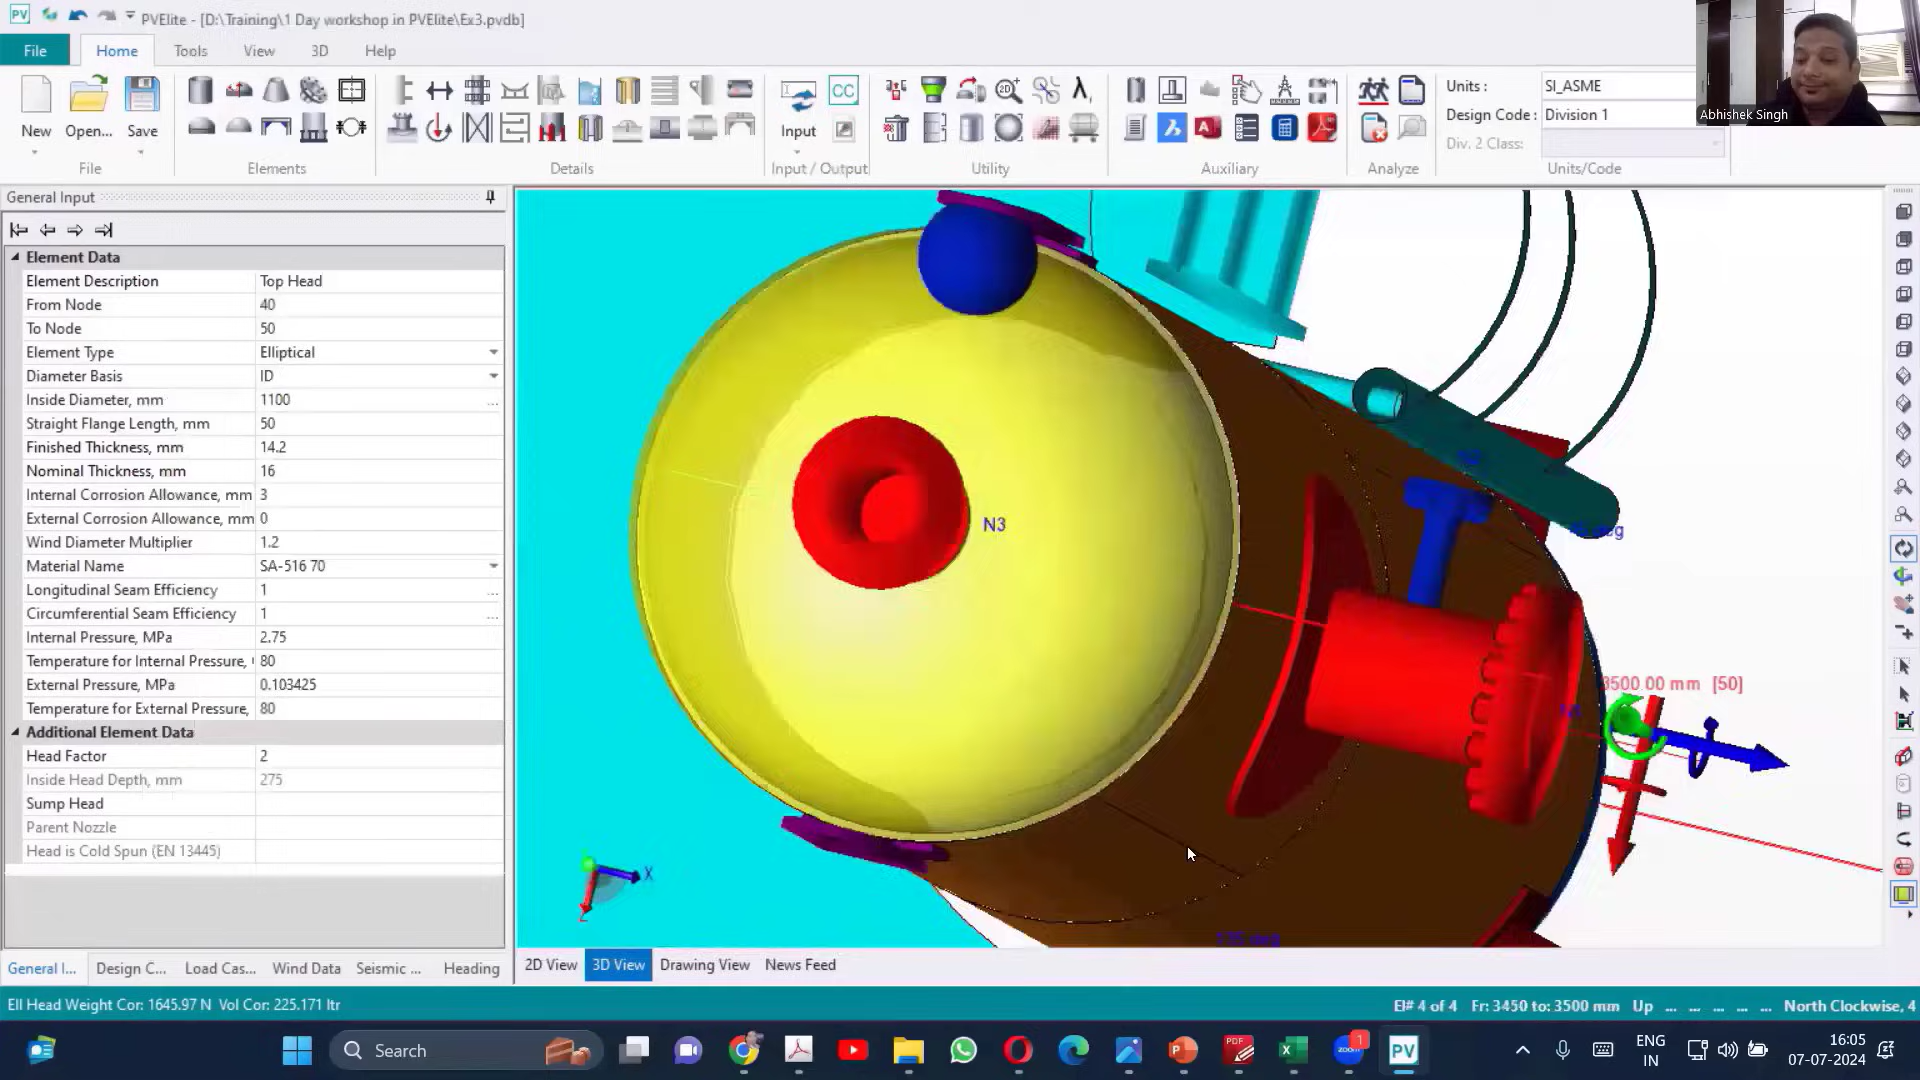 PVElite - [D:\Training\1 Day workshop in PVElite\Ex3.pvdb]
File Home Tools View 3D Help
New Open... Save
File Elements Details
Input CC
Input / Output Utility Auxiliary Analyze
Units : SI_ASME
Design Code : Division 1
Div. 2 Class:
Units/Code
Abhishek Singh
General Input
Element Data
Element Description Top Head
From Node 40
To Node 50
Element Type Elliptical
Diameter Basis ID
Inside Diameter, mm 1100 ...
Straight Flange Length, mm 50
Finished Thickness, mm 14.2
Nominal Thickness, mm 16
Internal Corrosion Allowance, mm 3
External Corrosion Allowance, mm 0
Wind Diameter Multiplier 1.2
Material Name SA-516 70
Longitudinal Seam Efficiency 1 ...
Circumferential Seam Efficiency 1 ...
Internal Pressure, MPa 2.75
Temperature for Internal Pressure, 80
External Pressure, MPa 0.103425
Temperature for External Pressure, 80
Additional Element Data
Head Factor 2
Inside Head Depth, mm 275
Sump Head
Parent Nozzle
Head is Cold Spun (EN 13445)
N3
3500.00 mm [50]
X
General I... Design C... Load Cas... Wind Data Seismic ... Heading
2D View 3D View Drawing View News Feed
Ell Head Weight Cor: 1645.97 N Vol Cor: 225.171 ltr
El# 4 of 4 Fr: 3450 to: 3500 mm Up ... ... ... ... ... North Clockwise, 4
Search
PDF
zoom
1
PV
ENG
IN
16:05
07-07-2024